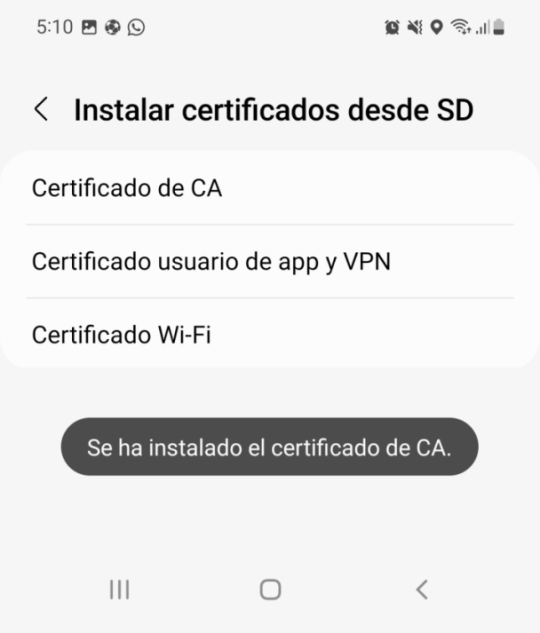 5:10
Instalar certificados desde SD
Certificado de CA
Certificado usuario de app y VPN
Certificado Wi-Fi
Se ha instalado el certificado de CA.